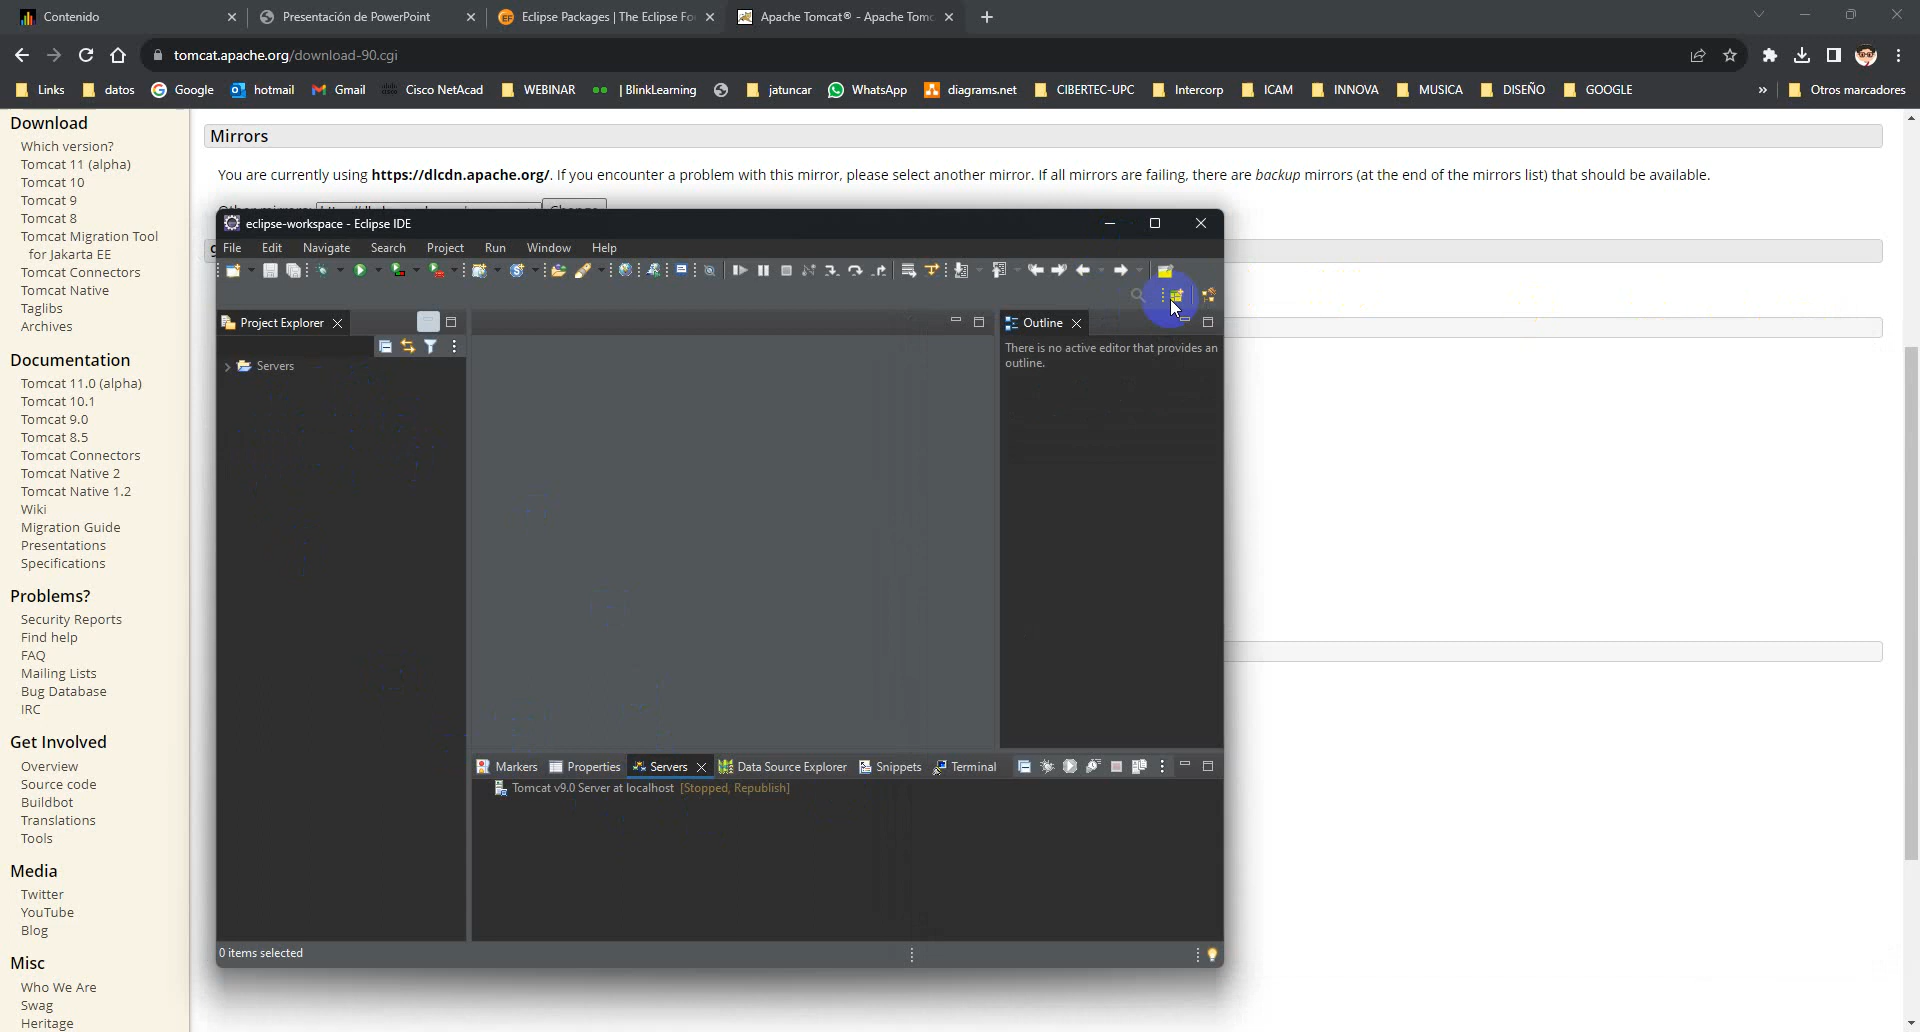 Contenido
Presentación de PowerPoint
Eclipse Packages | The Eclipse Fo
Apache Tomcat® - Apache Tomc
tomcat.apache.org/download-90.cgi
Links
datos
Google
hotmail
Gmail
Cisco NetAcad
WEBINAR
| BlinkLearning
jatuncar
WhatsApp
diagrams.net
CIBERTEC-UPC
Intercorp
ICAM
INNOVA
MUSICA
DISEÑO
GOOGLE
»
Otros marcadores
Download
Which version?
Tomcat 11 (alpha)
Tomcat 10
Tomcat 9
Tomcat 8
Tomcat Migration Tool
for Jakarta EE
Tomcat Connectors
Tomcat Native
Taglibs
Archives
Documentation
Tomcat 11.0 (alpha)
Tomcat 10.1
Tomcat 9.0
Tomcat 8.5
Tomcat Connectors
Tomcat Native 2
Tomcat Native 1.2
Wiki
Migration Guide
Presentations
Specifications
Problems?
Security Reports
Find help
FAQ
Mailing Lists
Bug Database
IRC
Get Involved
Overview
Source code
Buildbot
Translations
Tools
Media
Twitter
YouTube
Blog
Misc
Who We Are
Swag
Heritage
Mirrors
You are currently using https://dlcdn.apache.org/. If you encounter a problem with this mirror, please select another mirror. If all mirrors are failing, there are backup mirrors (at the end of the mirrors list) that should be available.
eclipse-workspace - Eclipse IDE
File Edit Navigate Search Project Run Window Help
Project Explorer
Servers
Outline
There is no active editor that provides an
outline.
Markers
Properties
Servers
Data Source Explorer
Snippets
Terminal
Tomcat v9.0 Server at localhost [Stopped, Republish]
0 items selected